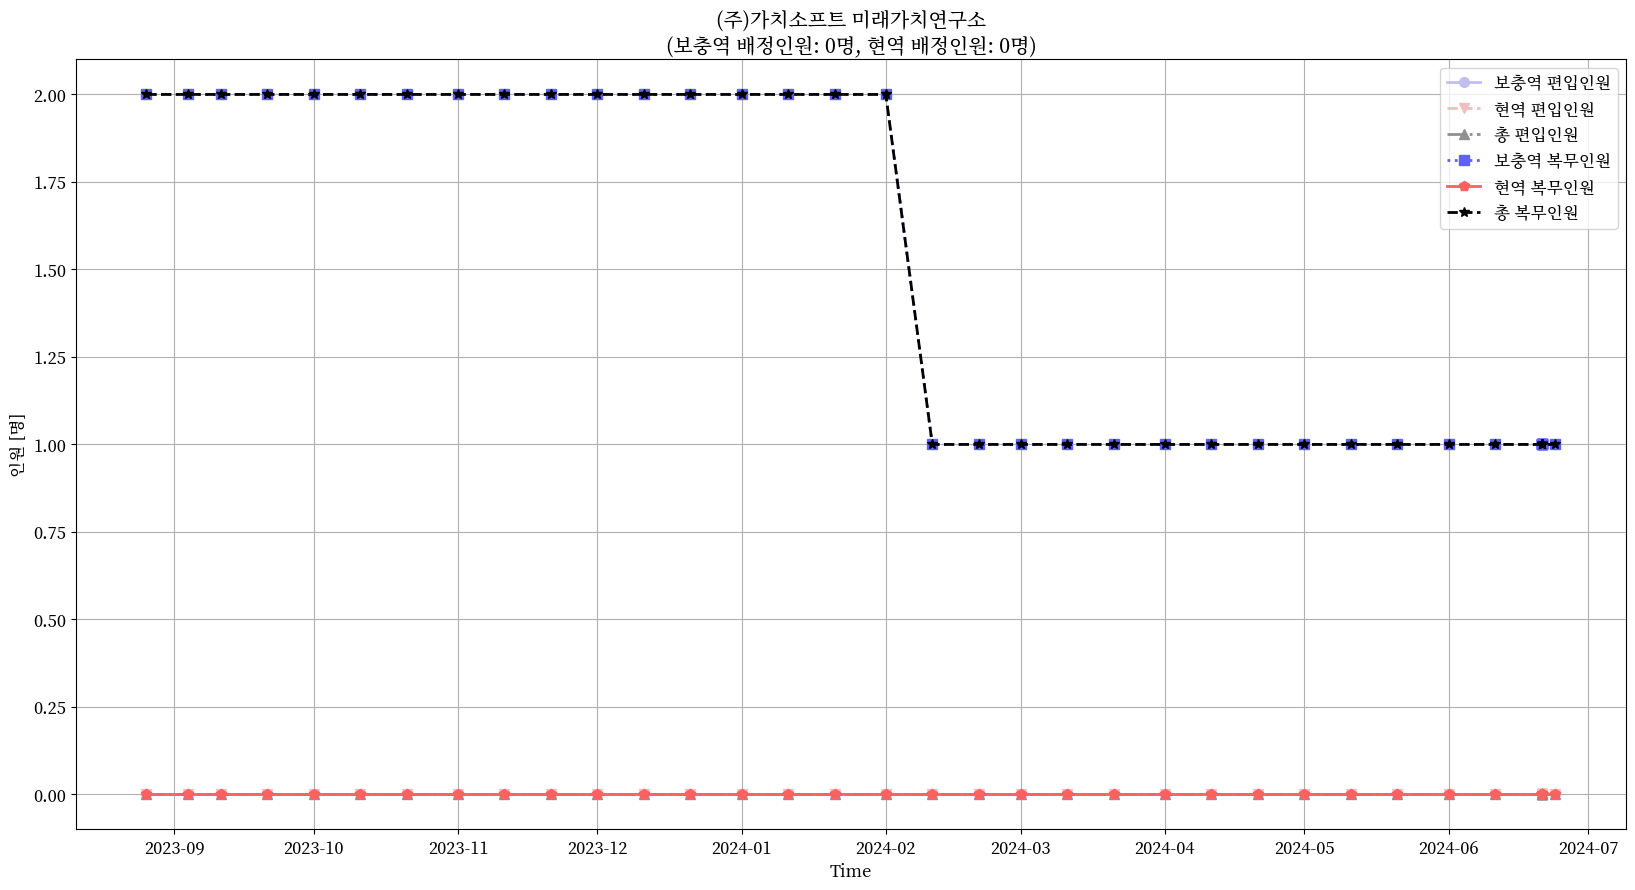 (주)가치소프트 미래가치연구소
(보충역 배정인원: 0명, 현역 배정인원: 0명)
보충역 편입인원
현역 편입인원
총 편입인원
보충역 복무인원
현역 복무인원
총 복무인원
인원 [명]
2.00
1.75
1.50
1.25
1.00
0.75
0.50
0.25
0.00
2023-09 2023-10 2023-11 2023-12 2024-01 2024-02 2024-03 2024-04 2024-05 2024-06 2024-07
Time